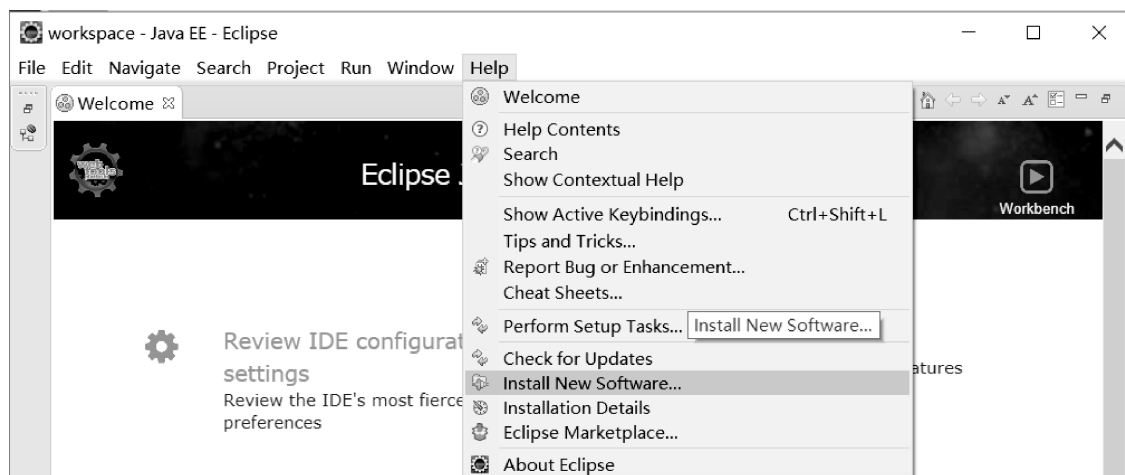 workspace - Java EE - Eclipse
File Edit Navigate Search Project Run Window Help
Welcome
web tools
Eclipse J
Workbench
Review IDE configurat
settings
Review the IDE's most fierce
preferences
Welcome
Help Contents
Search
Show Contextual Help
Show Active Keybindings... Ctrl+Shift+L
Tips and Tricks...
Report Bug or Enhancement...
Cheat Sheets...
Perform Setup Tasks...
Install New Software...
Check for Updates
Install New Software...
Installation Details
Eclipse Marketplace...
About Eclipse
atures